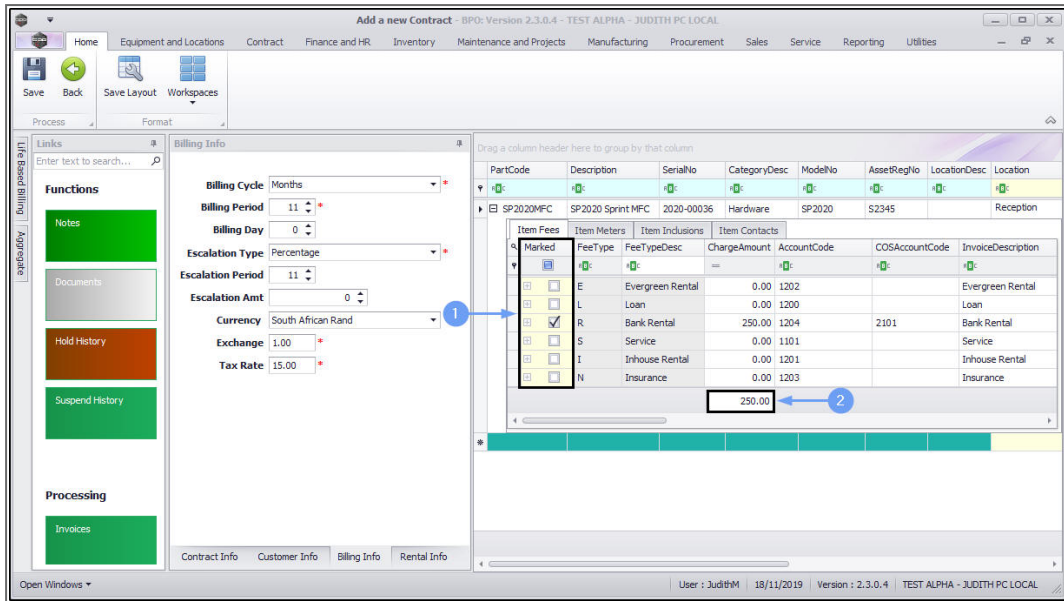 Add a new Contract - BPO: Version 2.3.0.4 - TEST ALPHA - JUDITH PC LOCAL
Home Equipment and Locations Contract Finance and HR Inventory Maintenance and Projects Manufacturing Procurement Sales Service Reporting Utilities
Save Back Save Layout Workspaces
Process Format
Life Based Billing
Aggregate
Links
Enter text to search...
Functions
Notes
Documents
Hold History
Suspend History
Processing
Invoices
Billing Info
Billing Cycle Months *
Billing Period 11 *
Billing Day 0
Escalation Type Percentage *
Escalation Period 11
Escalation Amt 0
Currency South African Rand
Exchange 1.00 *
Tax Rate 15.00 *
Contract Info Customer Info Billing Info Rental Info
Drag a column header here to group by that column
PartCode Description SerialNo CategoryDesc ModelNo AssetRegNo LocationDesc Location
SP2020MFC SP2020 Sprint MFC 2020-00036 Hardware SP2020 S2345 Reception
Item Fees Item Meters Item Inclusions Item Contacts
Marked FeeType FeeTypeDesc ChargeAmount AccountCode COSAccountCode InvoiceDescription
=
E Evergreen Rental 0.00 1202 Evergreen Rental
L Loan 0.00 1200 Loan
R Bank Rental 250.00 1204 2101 Bank Rental
S Service 0.00 1101 Service
I Inhouse Rental 0.00 1201 Inhouse Rental
N Insurance 0.00 1203 Insurance
250.00
1
2
Open Windows User : JudithM 18/11/2019 Version : 2.3.0.4 TEST ALPHA - JUDITH PC LOCAL